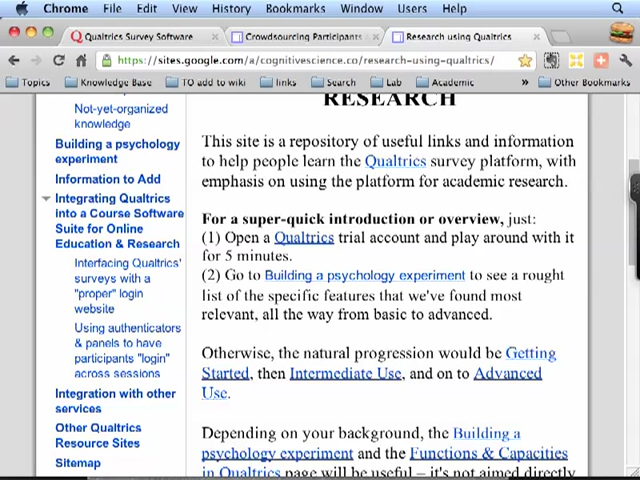 Chrome File Edit View History Bookmarks Window Users Help
Qualtrics Survey Software
Crowdsourcing Participants
Research using Qualtrics
https://sites.google.com/a/cognitivescience.co/research-using-qualtrics/
Topics Knowledge Base TO add to wiki links Search Lab Academic » Other Bookmarks
Not-yet-organized
knowledge
Building a psychology
experiment
Information to Add
Integrating Qualtrics
into a Course Software
Suite for Online
Education & Research
Interfacing Qualtrics'
surveys with a
"proper" login
website
Using authenticators
& panels to have
participants "login"
across sessions
Integration with other
services
Other Qualtrics
Resource Sites
Sitemap
RESEARCH
This site is a repository of useful links and information
to help people learn the Qualtrics survey platform, with
emphasis on using the platform for academic research.
For a super-quick introduction or overview, just:
(1) Open a Qualtrics trial account and play around with it
for 5 minutes.
(2) Go to Building a psychology experiment to see a rought
list of the specific features that we've found most
relevant, all the way from basic to advanced.
Otherwise, the natural progression would be Getting
Started, then Intermediate Use, and on to Advanced
Use.
Depending on your background, the Building a
psychology experiment and the Functions & Capacities
in Qualtrics page will be useful – it's not aimed directly